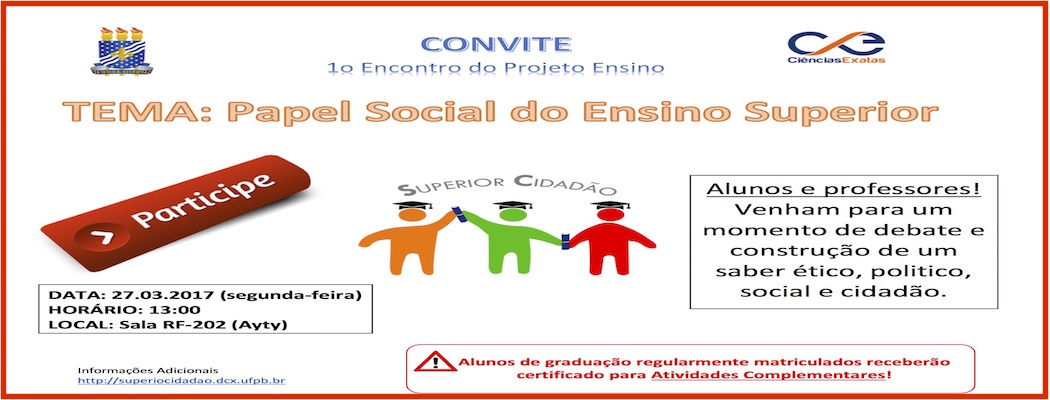 CONVITE
1o Encontro do Projeto Ensino
CiênciasExatas
TEMA: Papel Social do Ensino Superior
Participe
SUPERIOR CIDADÃO
Alunos e professores!
Venham para um
momento de debate e
construção de um
saber ético, politico,
social e cidadão.
DATA: 27.03.2017 (segunda-feira)
HORÁRIO: 13:00
LOCAL: Sala RF-202 (Ayty)
Informações Adicionais
http://superiocidadao.dcx.ufpb.br
Alunos de graduação regularmente matriculados receberão
certificado para Atividades Complementares!